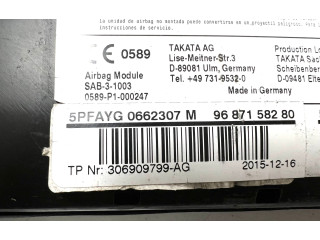 La unidad de airbag no montada puede convertirse en un proyectil peligroso.
instrucciones de servicio.
CE 0589
TAKATA AG
Lise-Meitner-Str.3
D-89081 Ulm, Germany
Tel. +49 731-9532-0
Production Lo
TAKATA Sach
Scheibenber
D-09481 Elte
Airbag Module
SAB-3-1003
0589-P1-000247
Made in Germany
5PFAYG 0662307 M 96 871 582 80
TP Nr: 306909799-AG 2015-12-16